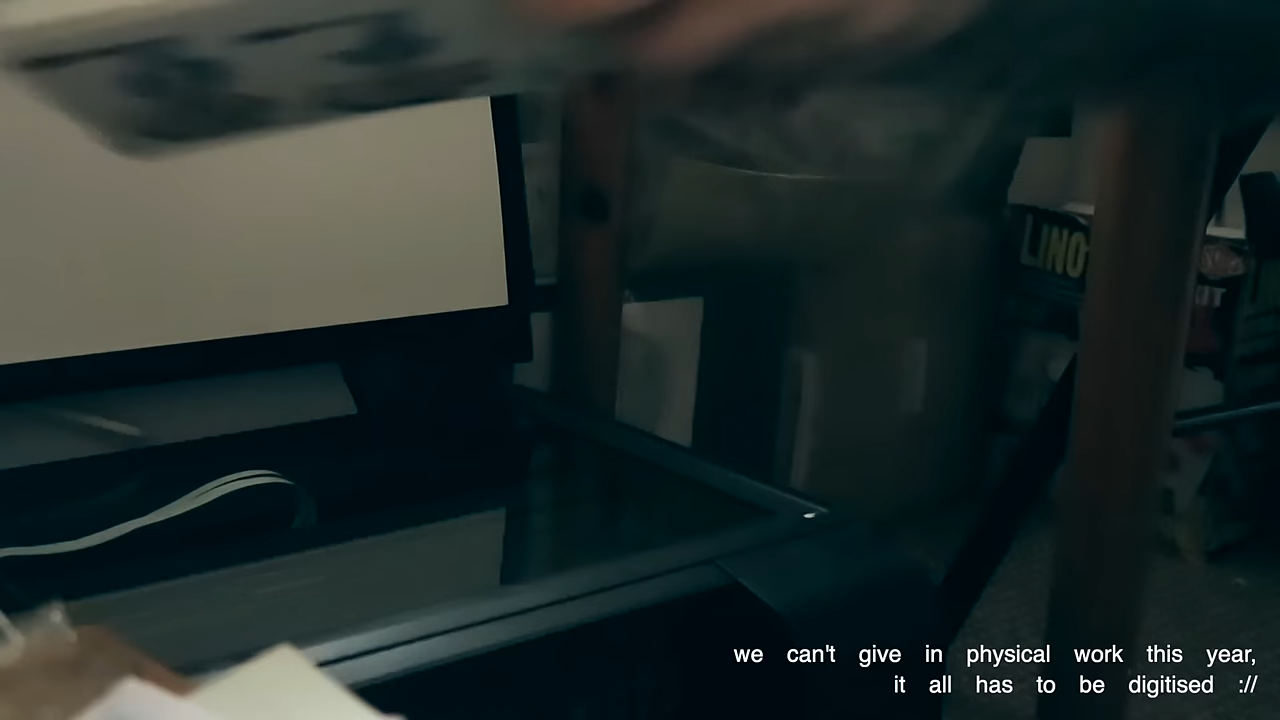 LINO
we can't give in physical work this year,
it all has to be digitised ://